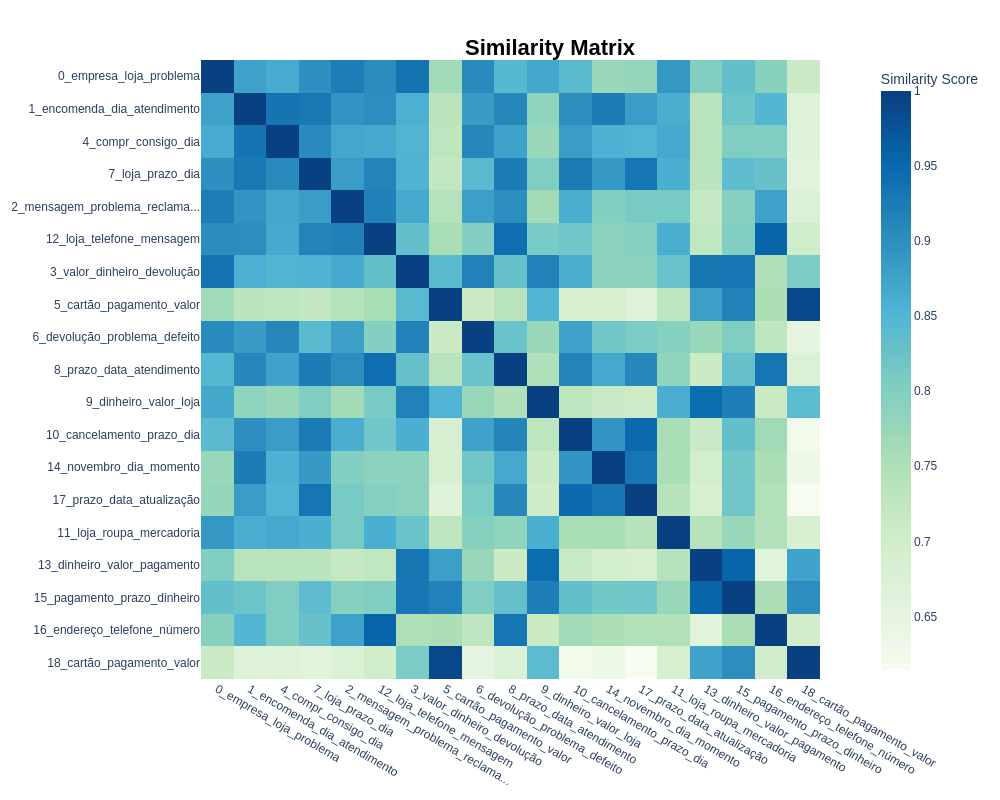 Similarity Matrix
Similarity Score
0_empresa_loja_problema
1_encomenda_dia_atendimento
4_compr_consigo_dia
7_loja_prazo_dia
2_mensagem_problema_reclama...
12_loja_telefone_mensagem
3_valor_dinheiro_devolução
5_cartão_pagamento_valor
6_devolução_problema_defeito
8_prazo_data_atendimento
9_dinheiro_valor_loja
10_cancelamento_prazo_dia
14_novembro_dia_momento
17_prazo_data_atualização
11_loja_roupa_mercadoria
13_dinheiro_valor_pagamento
15_pagamento_prazo_dinheiro
16_endereço_telefone_número
18_cartão_pagamento_valor
1
0.95
0.9
0.85
0.8
0.75
0.7
0.65
0_empresa_loja_problema
1_encomenda_dia_atendimento
4_compr_consigo_dia
7_loja_prazo_dia
2_mensagem_problema_reclama...
12_loja_telefone_mensagem
3_valor_dinheiro_devolução
5_cartão_pagamento_valor
6_devolução_problema_defeito
8_prazo_data_atendimento
9_dinheiro_valor_loja
10_cancelamento_prazo_dia
14_novembro_dia_momento
17_prazo_data_atualização
11_loja_roupa_mercadoria
13_dinheiro_valor_pagamento
15_pagamento_prazo_dinheiro
16_endereço_telefone_número
18_cartão_pagamento_valor